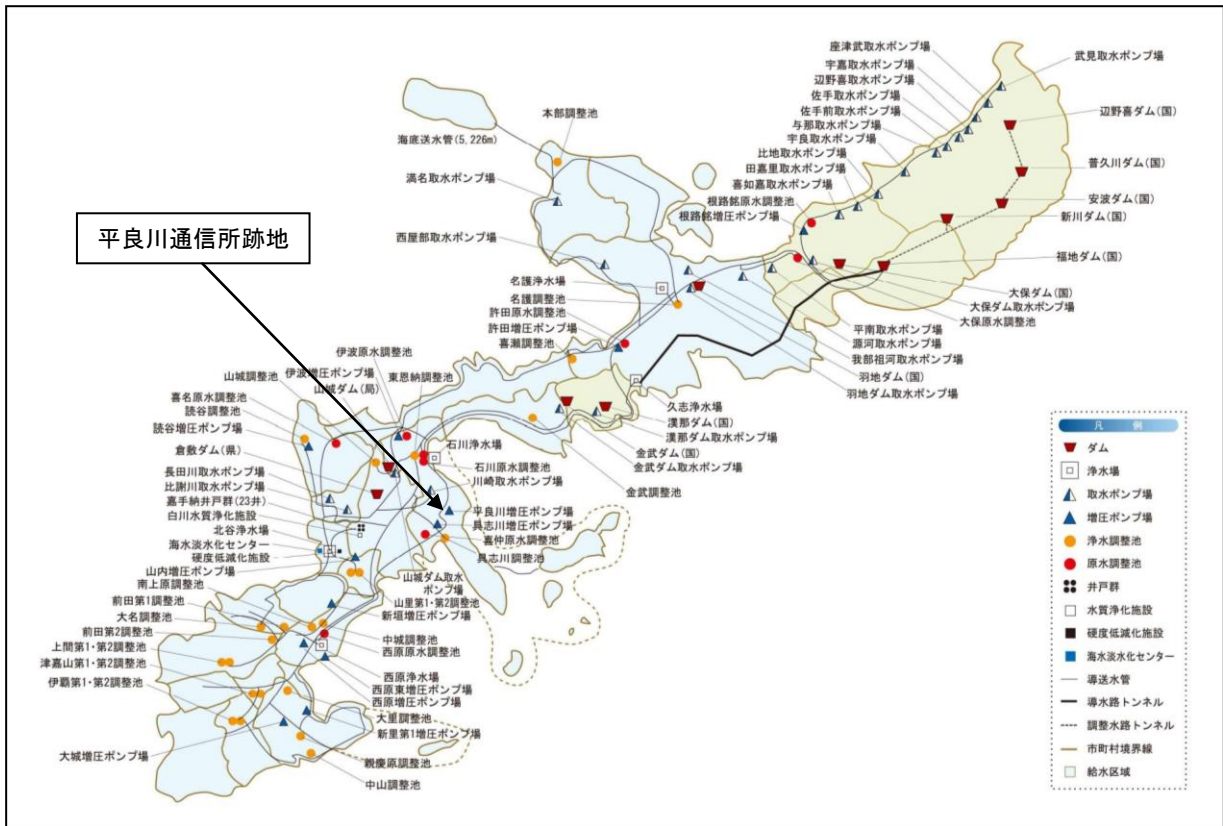 座津武取水ポンプ場
宇嘉取水ポンプ場
辺野喜取水ポンプ場
佐手取水ポンプ場
佐手前取水ポンプ場
与那取水ポンプ場
宇良取水ポンプ場
比地取水ポンプ場
田嘉里取水ポンプ場
喜如嘉取水ポンプ場
根路銘原水調整池
根路銘増圧ポンプ場
武見取水ポンプ場
辺野喜ダム(国)
普久川ダム(国)
安波ダム(国)
新川ダム(国)
福地ダム(国)
大保ダム(国)
大保ダム取水ポンプ場
大保原水調整池
平南取水ポンプ場
源河取水ポンプ場
我部祖河取水ポンプ場
羽地ダム(国)
羽地ダム取水ポンプ場
本部調整池
海底送水管(5,226m)
満名取水ポンプ場
西屋部取水ポンプ場
名護浄水場
名護調整池
許田原水調整池
許田増圧ポンプ場
喜瀬調整池
平良川通信所跡地
伊波原水調整池
伊波増圧ポンプ場
東恩納調整池
山城調整池
山城ダム(局)
喜名原水調整池
読谷調整池
読谷増圧ポンプ場
倉敷ダム(県)
長田川取水ポンプ場
比謝川取水ポンプ場
嘉手納井戸群(23井)
白川水質浄化施設
北谷浄水場
海水淡水化センター
硬度低減化施設
山内増圧ポンプ場
南上原調整池
前田第1調整池
大名調整池
前田第2調整池
上間第1・第2調整池
津嘉山第1・第2調整池
伊覇第1・第2調整池
大城増圧ポンプ場
久志浄水場
漢那ダム(国)
漢那ダム取水ポンプ場
金武ダム(国)
金武ダム取水ポンプ場
金武調整池
石川浄水場
石川原水調整池
川崎取水ポンプ場
平良川増圧ポンプ場
具志川増圧ポンプ場
嘉仲原水調整池
具志川調整池
山城ダム取水
ポンプ場
山里第1・第2調整池
新垣増圧ポンプ場
中城調整池
西原原水調整池
西原浄水場
西原東増圧ポンプ場
西原増圧ポンプ場
大里調整池
新里第1増圧ポンプ場
親慶原調整池
中山調整池
凡例
ダム
浄水場
取水ポンプ場
増圧ポンプ場
浄水調整池
原水調整池
井戸群
水質浄化施設
硬度低減化施設
海水淡水化センター
導送水管
導水路トンネル
調整水路トンネル
市町村境界線
給水区域